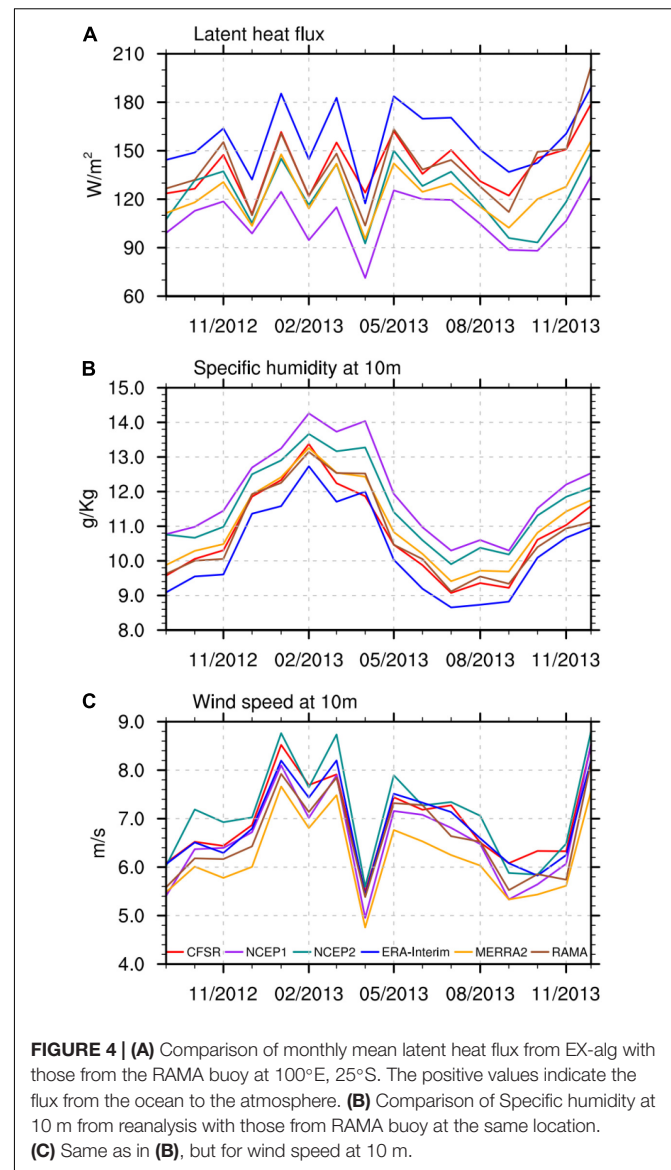 A Latent heat flux
210
180
150
120
90
60
W/m²
11/2012 02/2013 05/2013 08/2013 11/2013
B Specific humidity at 10m
15.0
14.0
13.0
12.0
11.0
10.0
9.0
8.0
g/Kg
11/2012 02/2013 05/2013 08/2013 11/2013
C Wind speed at 10m
9.0
8.0
7.0
6.0
5.0
4.0
m/s
CFSR NCEP1 NCEP2 ERA-Interim MERRA2 RAMA
11/2012 02/2013 05/2013 08/2013 11/2013
FIGURE 4 | (A) Comparison of monthly mean latent heat flux from EX-alg with
those from the RAMA buoy at 100°E, 25°S. The positive values indicate the
flux from the ocean to the atmosphere. (B) Comparison of Specific humidity at
10 m from reanalysis with those from RAMA buoy at the same location.
(C) Same as in (B), but for wind speed at 10 m.